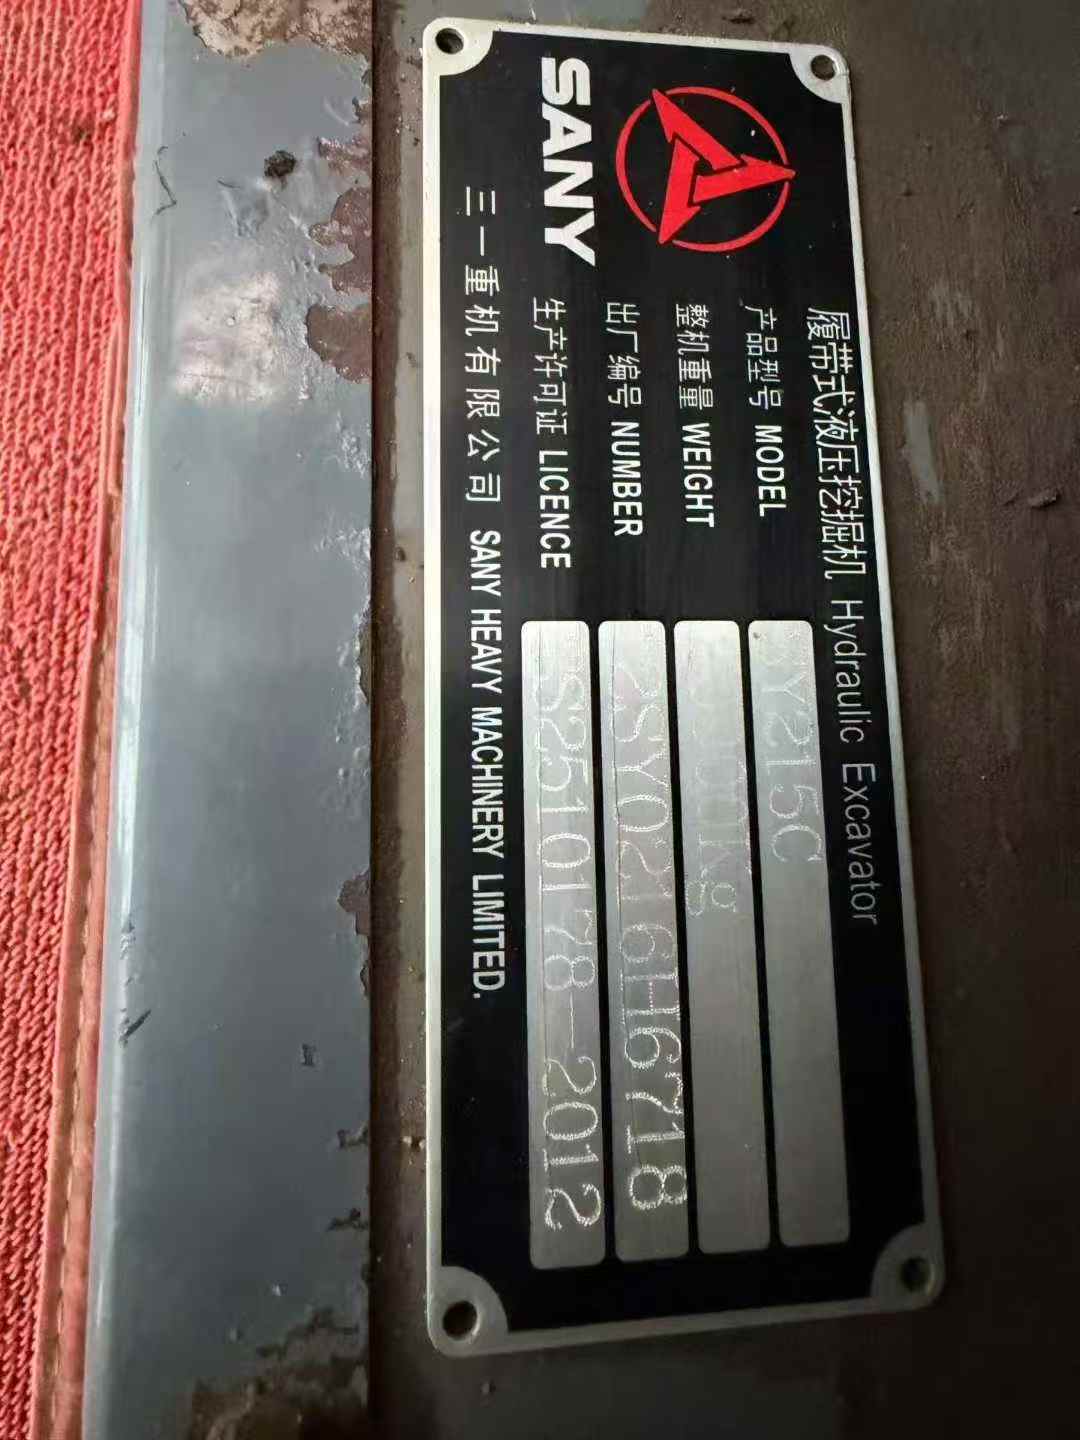 SANY
履带式液压挖掘机 Hydraulic Excavator
产品型号 MODEL SY215C
整机重量 WEIGHT
出厂编号 NUMBER
生产许可证 LICENCE TS2510178-2012
三一重机有限公司 SANY HEAVY MACHINERY LIMITED.